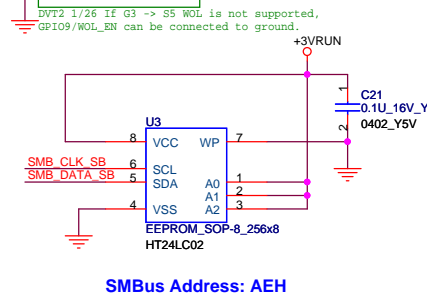 DVT2 1/26 If G3 -> S5 WOL is not supported,
GPIO9/WOL_EN can be connected to ground.
+3VRUN
1
C21
0.1U_16V_Y
2
0402_Y5V
U3
8 VCC WP 7
SMB_CLK_SB 6 SCL
SMB_DATA_SB 5 SDA A0 1
A1 2
4 VSS A2 3
EEPROM_SOP-8_256x8
HT24LC02
SMBus Address: AEH